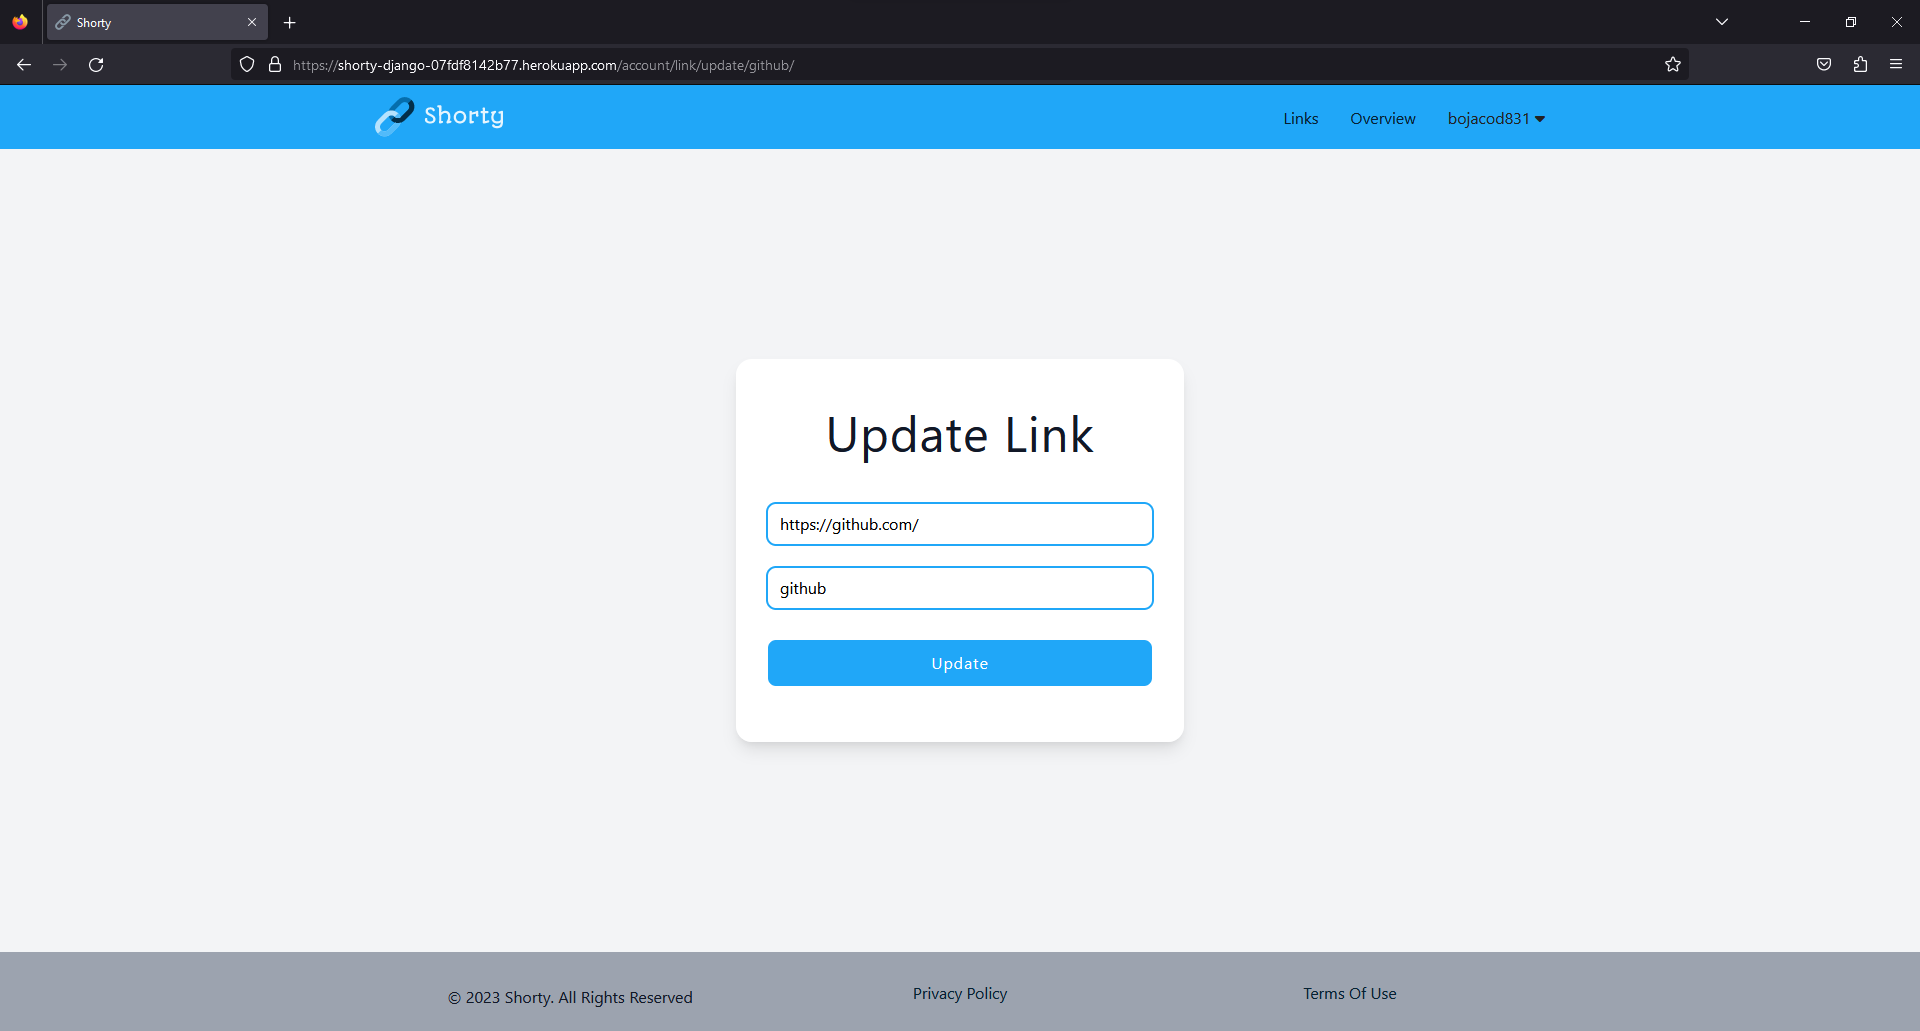 Shorty
https://shorty-django-07fdf8142b77.herokuapp.com/account/link/update/github/
Shorty
Links
Overview
bojacod831
Update Link
https://github.com/
github
Update
© 2023 Shorty. All Rights Reserved
Privacy Policy
Terms Of Use